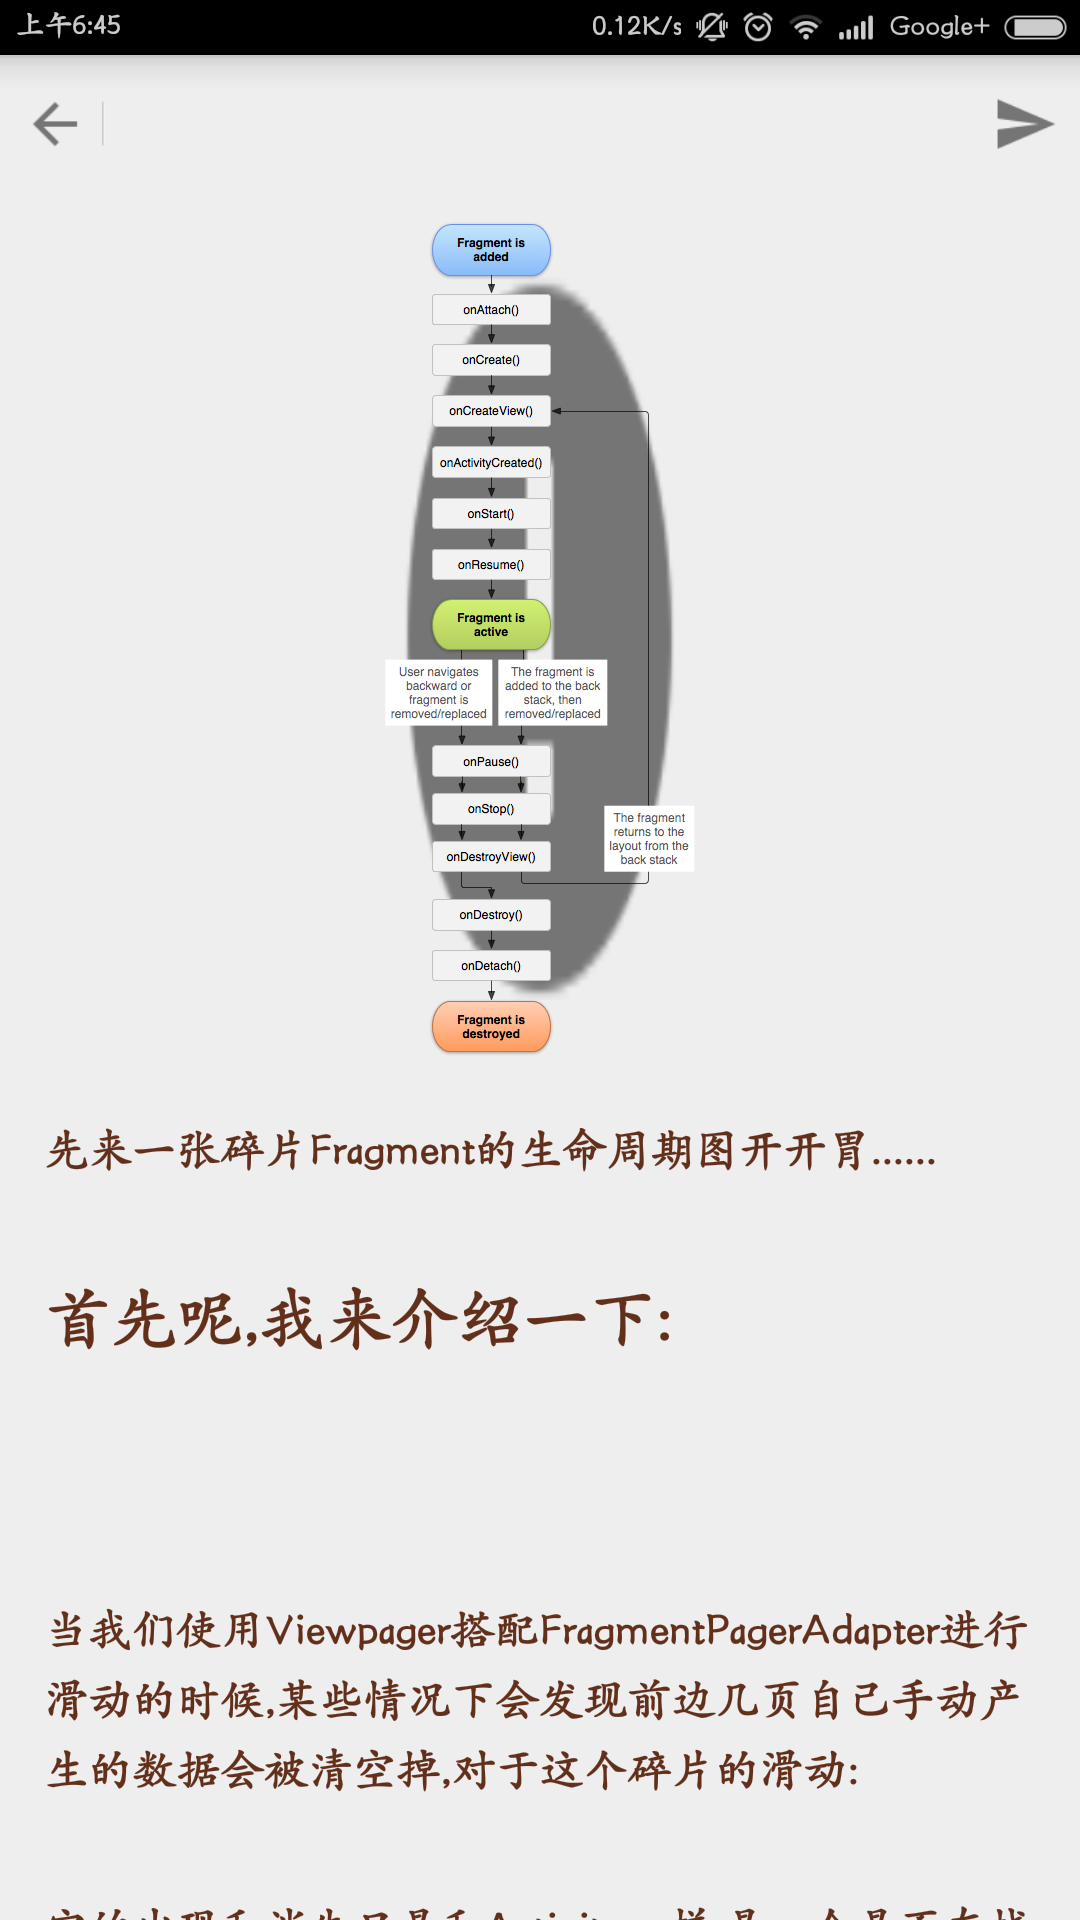 上午6:45 0.12K/s Google+
Fragment is
added
onAttach()
onCreate()
onCreateView()
onActivityCreated()
onStart()
onResume()
Fragment is
active
User navigates
backward or
fragment is
removed/replaced
The fragment is
added to the back
stack, then
removed/replaced
onPause()
onStop()
onDestroyView()
The fragment
returns to the
layout from the
back stack
onDestroy()
onDetach()
Fragment is
destroyed
先来一张碎片Fragment的生命周期图开开胃......
首先呢,我来介绍一下:
当我们使用Viewpager搭配FragmentPagerAdapter进行
滑动的时候,某些情况下会发现前边几页自己手动产
生的数据会被清空掉,对于这个碎片的滑动: